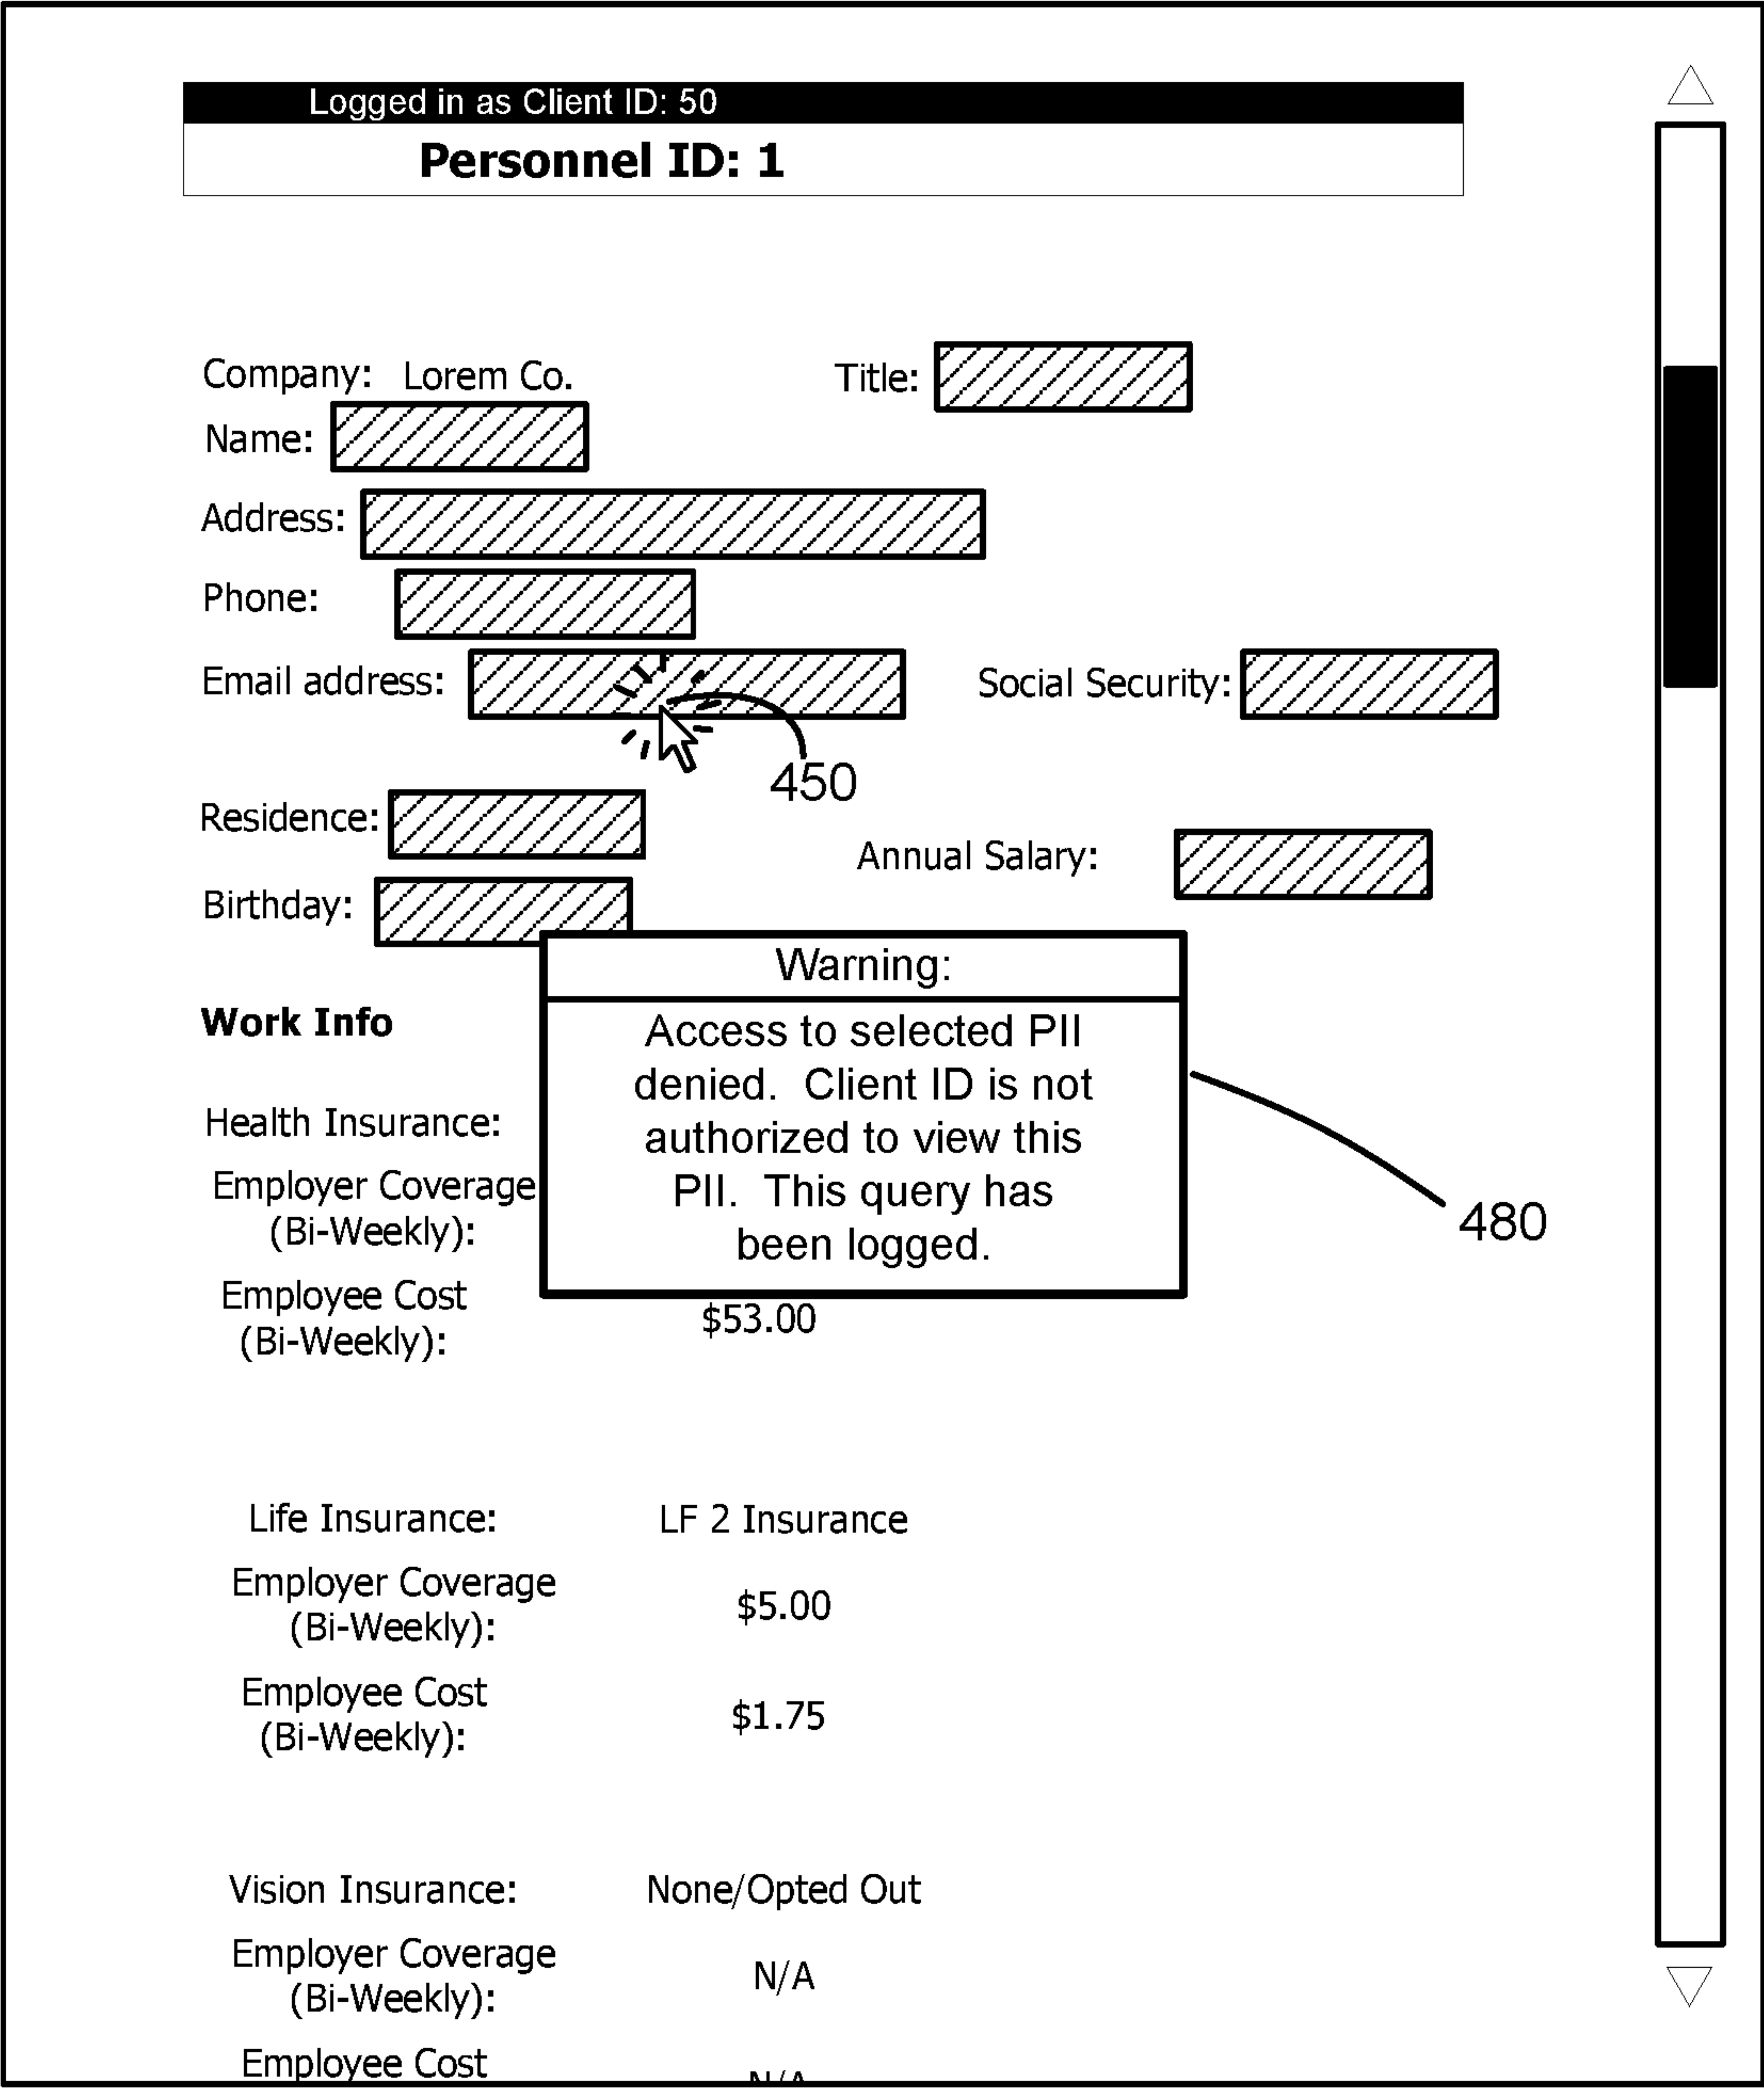 Logged in as Client ID: 50
Personnel ID: 1
Company: Lorem Co.
Title:
Name:
Address:
Phone:
Email address:
Social Security:
450
Residence:
Annual Salary:
Birthday:
Warning:
Access to selected PII
denied. Client ID is not
authorized to view this
PII. This query has
been logged.
480
Work Info
Health Insurance:
Employer Coverage
(Bi-Weekly):
Employee Cost
(Bi-Weekly):
$53.00
Life Insurance: LF 2 Insurance
Employer Coverage
(Bi-Weekly):
$5.00
Employee Cost
(Bi-Weekly):
$1.75
Vision Insurance: None/Opted Out
Employer Coverage
(Bi-Weekly):
N/A
Employee Cost
N/A